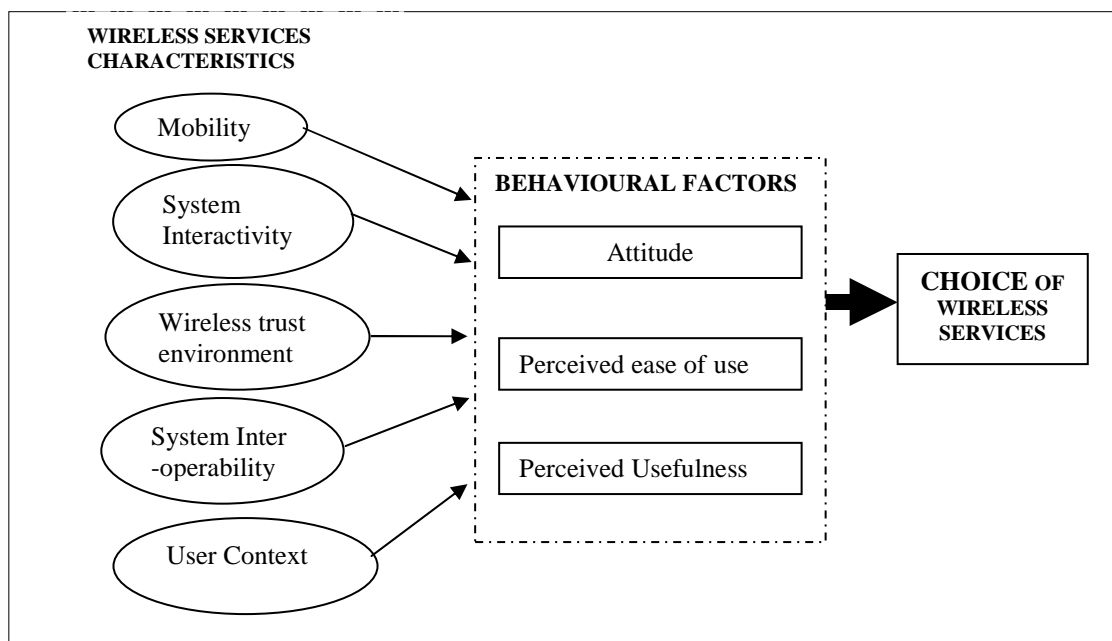 WIRELESS SERVICES
CHARACTERISTICS
Mobility
System
Interactivity
Wireless trust
environment
System Inter
-operability
User Context
BEHAVIOURAL FACTORS
Attitude
Perceived ease of use
Perceived Usefulness
CHOICE OF
WIRELESS
SERVICES